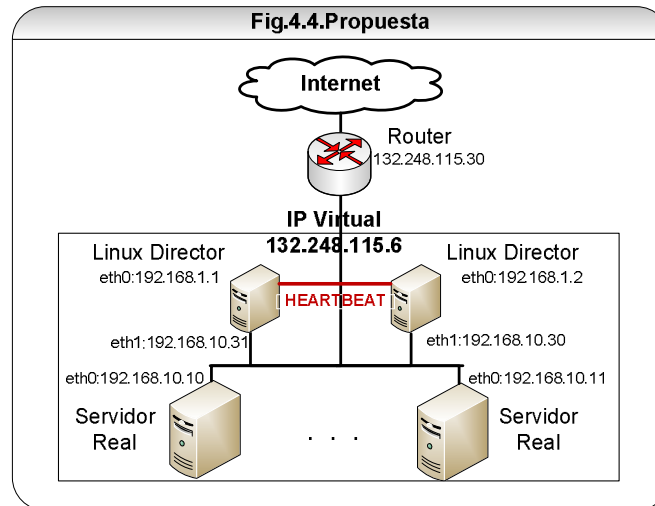 Fig.4.4.Propuesta
Internet
Router
132.248.115.30
IP Virtual
132.248.115.6
Linux Director
eth0:192.168.1.1
Linux Director
eth0:192.168.1.2
HEARTBEAT
eth1:192.168.10.31
eth1:192.168.10.30
eth0:192.168.10.10
eth0:192.168.10.11
Servidor
Real
. . .
Servidor
Real